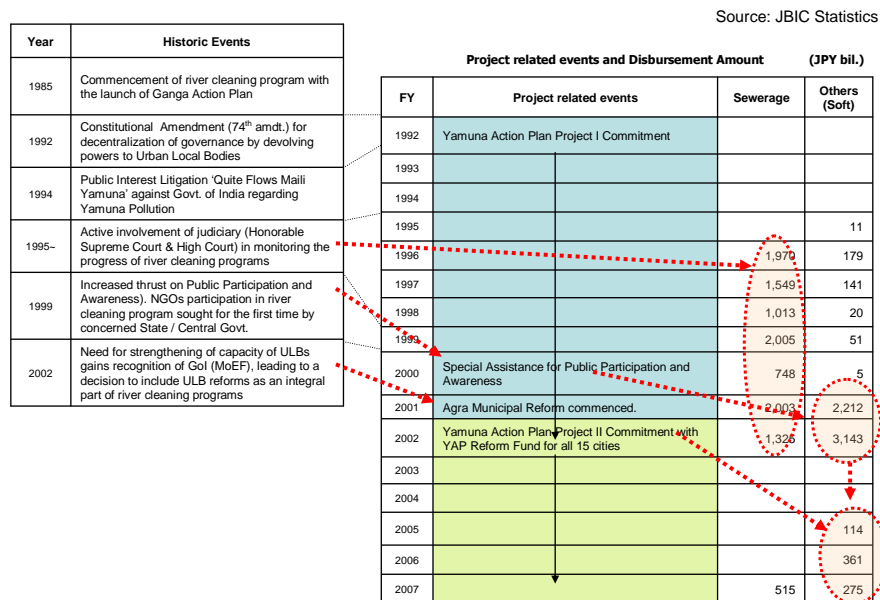 Source: JBIC Statistics
Year Historic Events
1985 Commencement of river cleaning program with
the launch of Ganga Action Plan
1992 Constitutional Amendment (74th amdt.) for
decentralization of governance by devolving
powers to Urban Local Bodies
1994 Public Interest Litigation ‘Quite Flows Maili
Yamuna’ against Govt. of India regarding
Yamuna Pollution
1995~ Active involvement of judiciary (Honorable
Supreme Court & High Court) in monitoring the
progress of river cleaning programs
1999 Increased thrust on Public Participation and
Awareness). NGOs participation in river
cleaning program sought for the first time by
concerned State / Central Govt.
2002 Need for strengthening of capacity of ULBs
gains recognition of GoI (MoEF), leading to a
decision to include ULB reforms as an integral
part of river cleaning programs
Project related events and Disbursement Amount (JPY bil.)
FY Project related events Sewerage Others
(Soft)
1992 Yamuna Action Plan Project I Commitment
1993
1994
1995 11
1996 1,970 179
1997 1,549 141
1998 1,013 20
1999 2,005 51
2000 Special Assistance for Public Participation and
Awareness 748 5
2001 Agra Municipal Reform commenced. 2,003 2,212
2002 Yamuna Action Plan Project II Commitment with
YAP Reform Fund for all 15 cities 1,325 3,143
2003
2004
2005 114
2006 361
2007 515 275